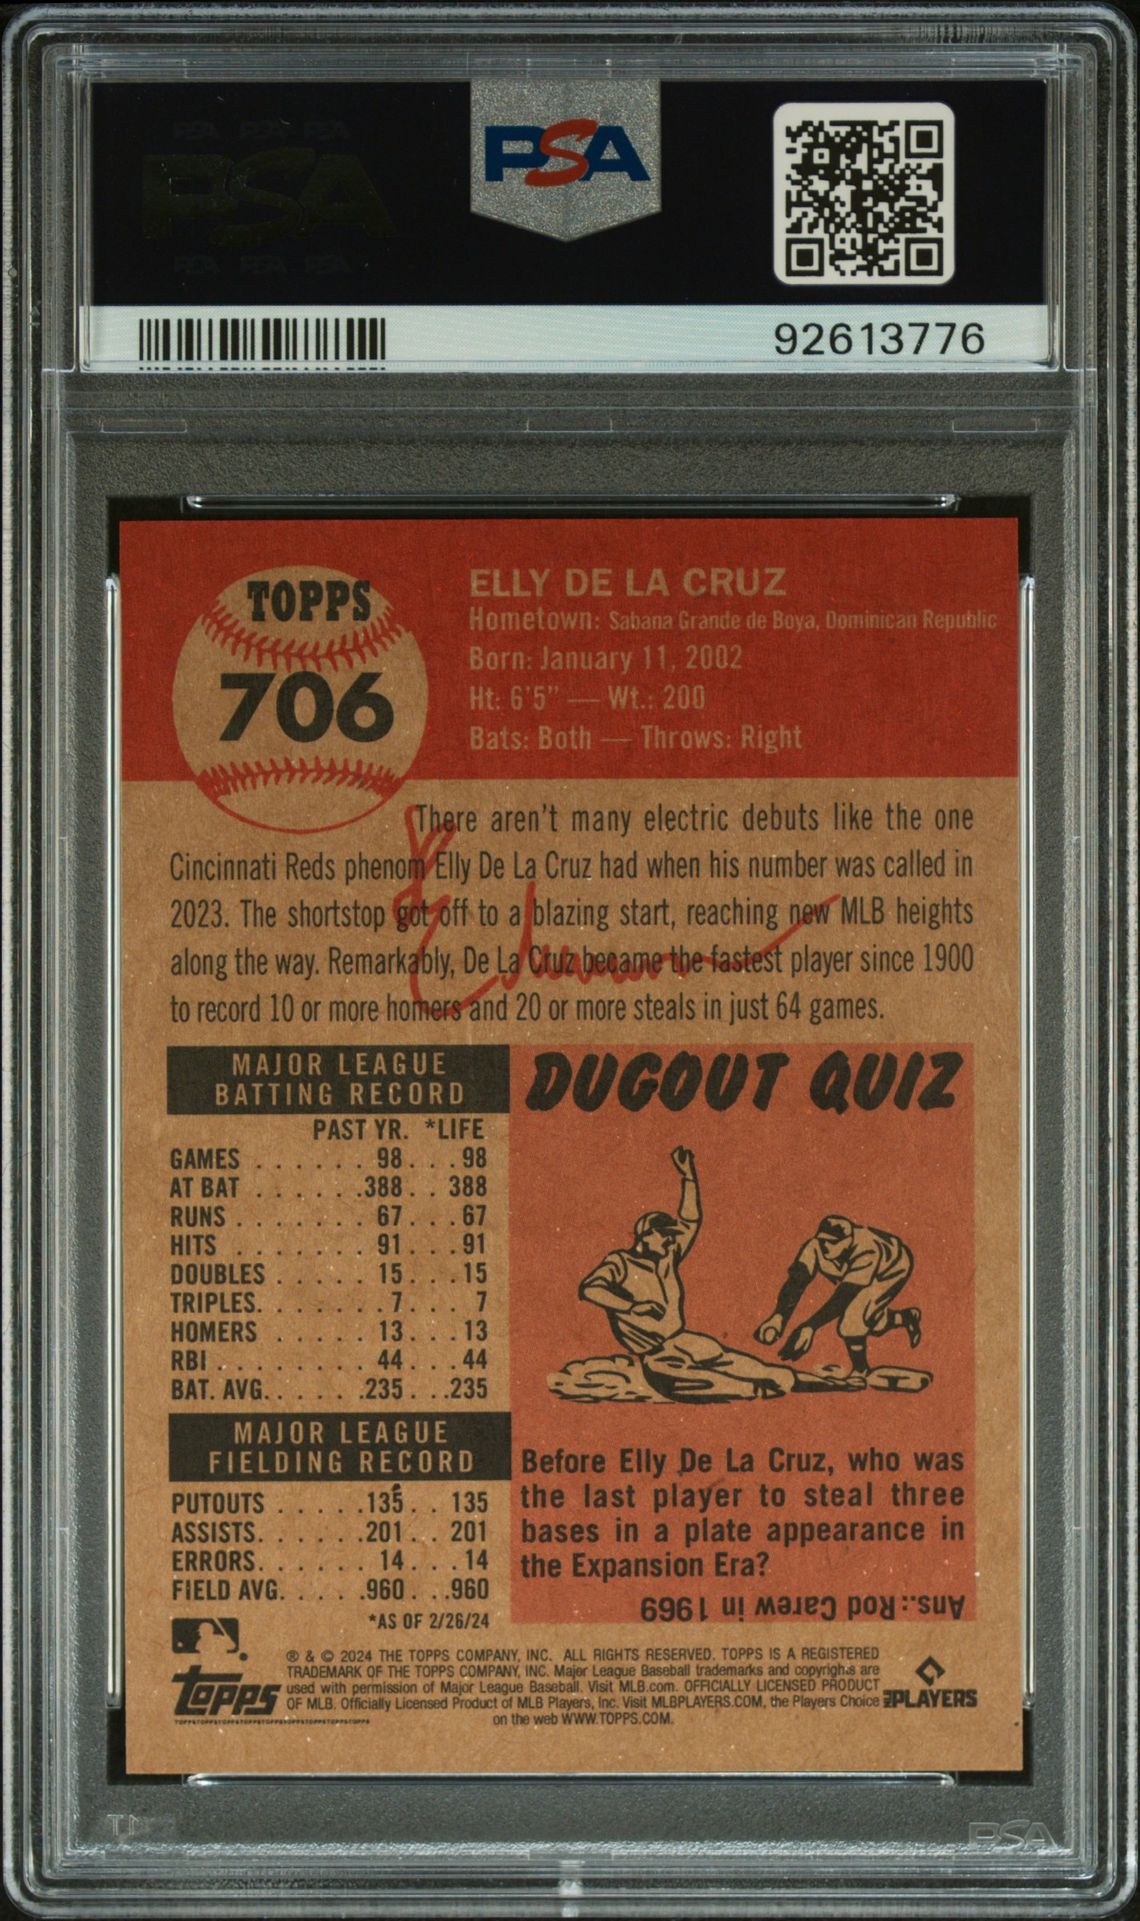 PSA PSA PSA
PSA
PSA PSA PSA
PSA
92613776
TOPPS
706
ELLY DE LA CRUZ
Hometown: Sabana Grande de Boya, Dominican Republic
Born: January 11, 2002
Ht: 6'5" — Wt.: 200
Bats: Both — Throws: Right
There aren't many electric debuts like the one
Cincinnati Reds phenom Elly De La Cruz had when his number was called in
2023. The shortstop got off to a blazing start, reaching new MLB heights
along the way. Remarkably, De La Cruz became the fastest player since 1900
to record 10 or more homers and 20 or more steals in just 64 games.
MAJOR LEAGUE
BATTING RECORD
PAST YR. *LIFE
GAMES . . . . . . 98. . . 98
AT BAT . . . . . .388. . 388
RUNS . . . . . . . 67. . . 67
HITS . . . . . . . 91. . . 91
DOUBLES . . . . . 15. . . 15
TRIPLES. . . . . . . 7. . . . 7
HOMERS . . . . . 13. . . 13
RBI . . . . . . . . 44. . . 44
BAT. AVG. . . . . .235. . .235
MAJOR LEAGUE
FIELDING RECORD
PUTOUTS . . . . .135. . 135
ASSISTS. . . . . .201. . 201
ERRORS. . . . . . 14. . . 14
FIELD AVG. . . . .960. . .960
*AS OF 2/26/24
DUGOUT QUIZ
Before Elly De La Cruz, who was
the last player to steal three
bases in a plate appearance in
the Expansion Era?
Ans.: Rod Carew in 1969
® & © 2024 THE TOPPS COMPANY, INC. ALL RIGHTS RESERVED. TOPPS IS A REGISTERED
TRADEMARK OF THE TOPPS COMPANY, INC. Major League Baseball trademarks and copyrights are
used with permission of Major League Baseball. Visit MLB.com. OFFICIALLY LICENSED PRODUCT
OF MLB. Officially Licensed Product of MLB Players, Inc. Visit MLBPLAYERS.COM, the Players Choice
on the web WWW.TOPPS.COM.
Topps
TOPPSTOPPSTOPPSTOPPSTOPPSTOPPSTOPPSTOPPS
PLAYERS
PSA